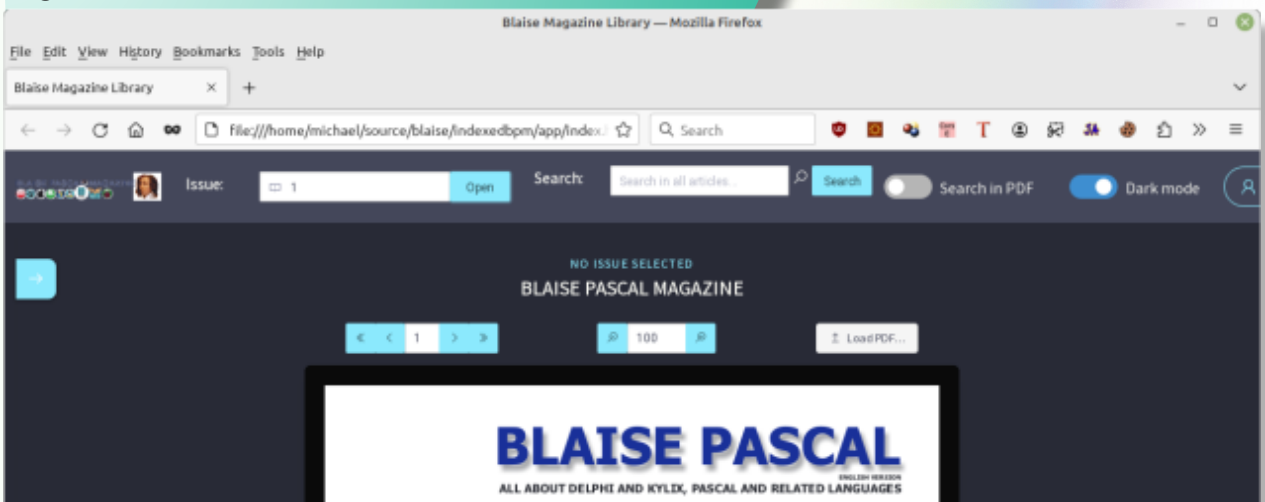 Blaise Magazine Library — Mozilla Firefox
File Edit View History Bookmarks Tools Help
Blaise Magazine Library × +
file:///home/michael/source/blaise/indexedbpm/app/index. Search
Issue: 1 Open Search: Search in all articles... Search Search in PDF Dark mode
NO ISSUE SELECTED
BLAISE PASCAL MAGAZINE
« < 1 > » 100 Load PDF...
BLAISE PASCAL
ENGLISH VERSION
ALL ABOUT DELPHI AND KYLIX, PASCAL AND RELATED LANGUAGES